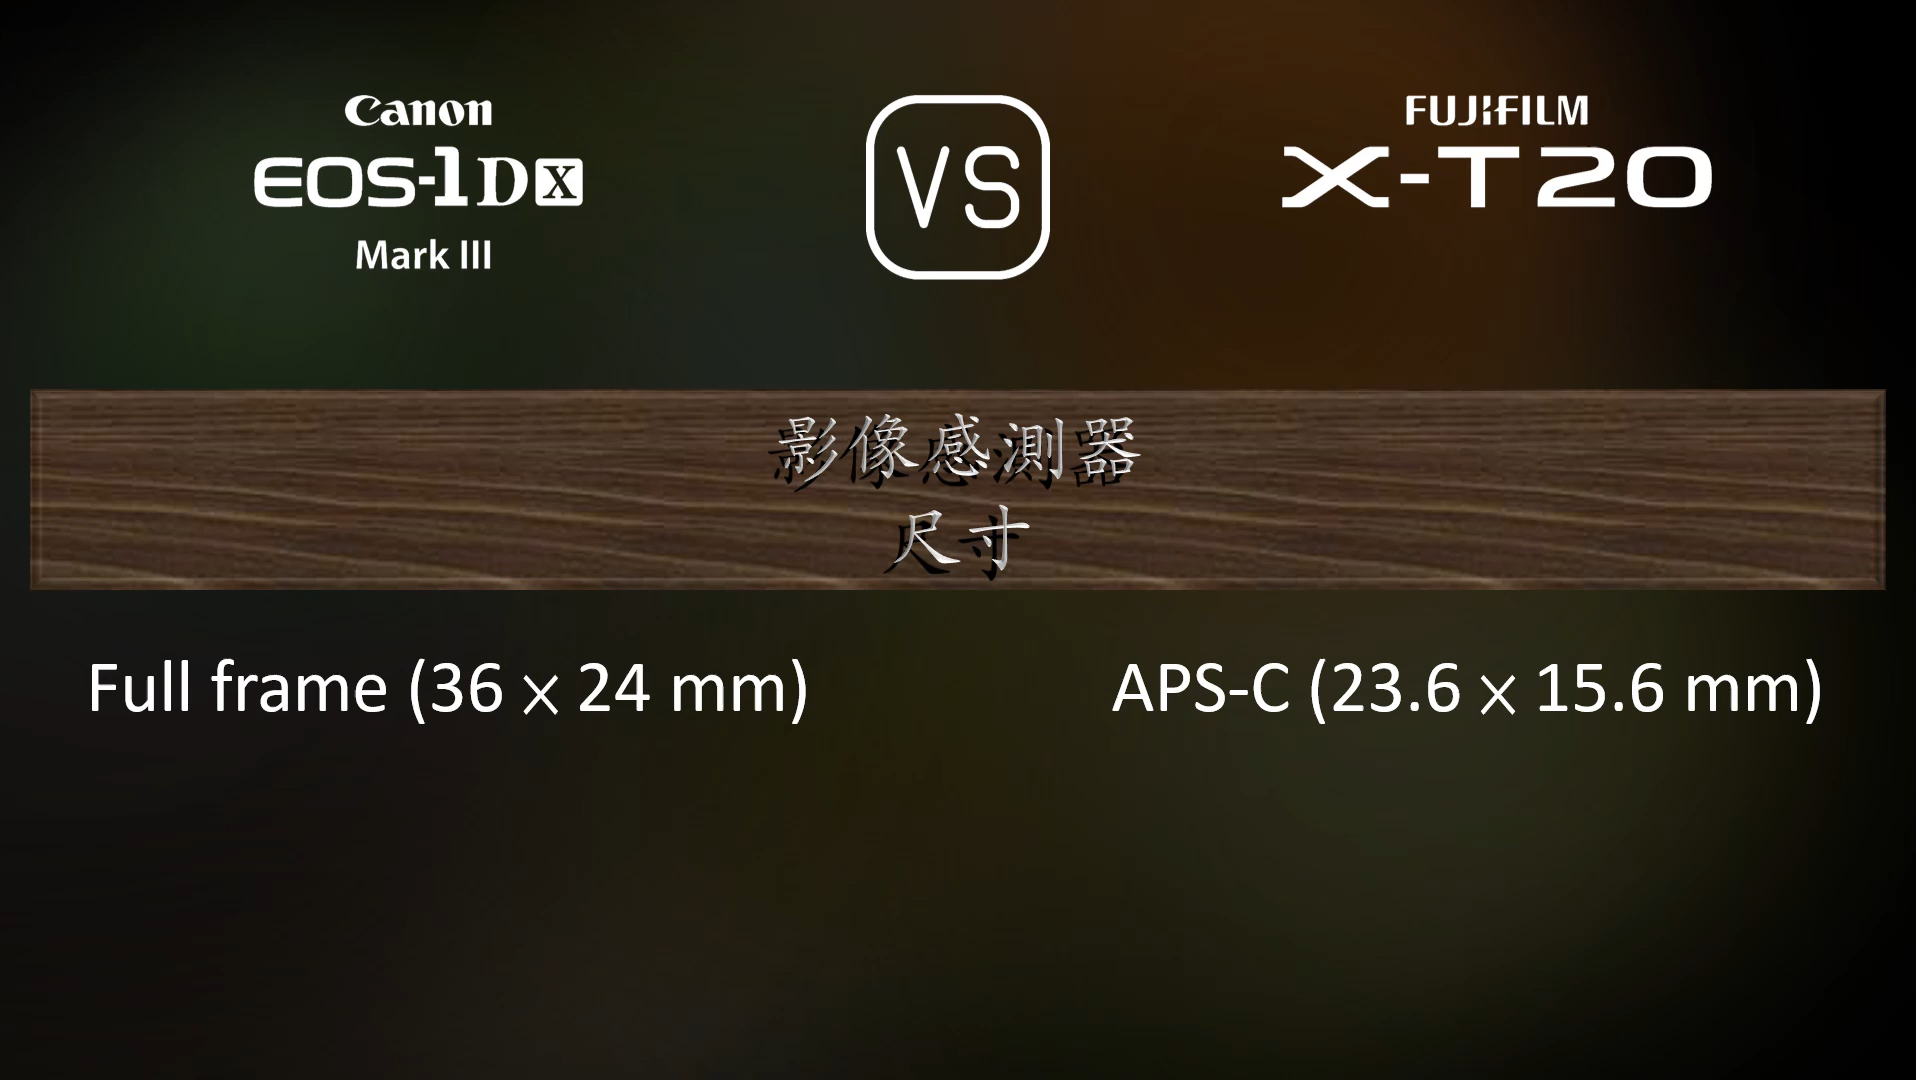 Canon
EOS-1DX
Mark III
VS
FUJIFILM
X-T20
影像感測器
尺寸
Full frame (36 x 24 mm)
APS-C (23.6 x 15.6 mm)